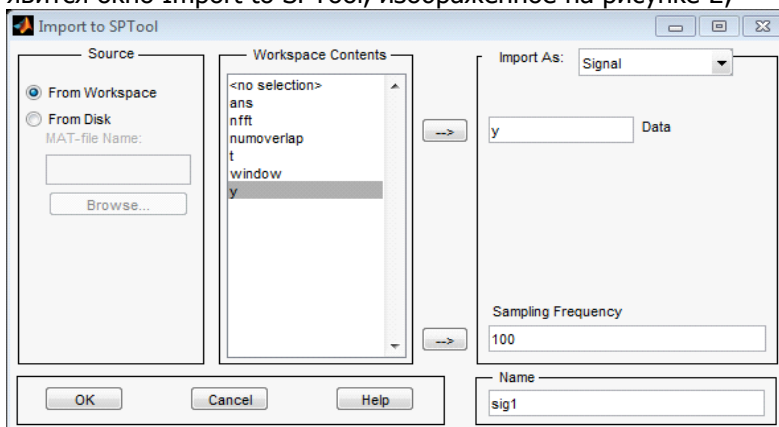 явится окно Import to SPTool, изображенное на рисунке 2)
Import to SPTool
Source
From Workspace
From Disk
MAT-file Name:
Browse...
Workspace Contents
<no selection>
ans
nfft
numoverlap
t
window
y
-->
-->
Import As:
Signal
y
Data
Sampling Frequency
100
OK
Cancel
Help
Name
sig1